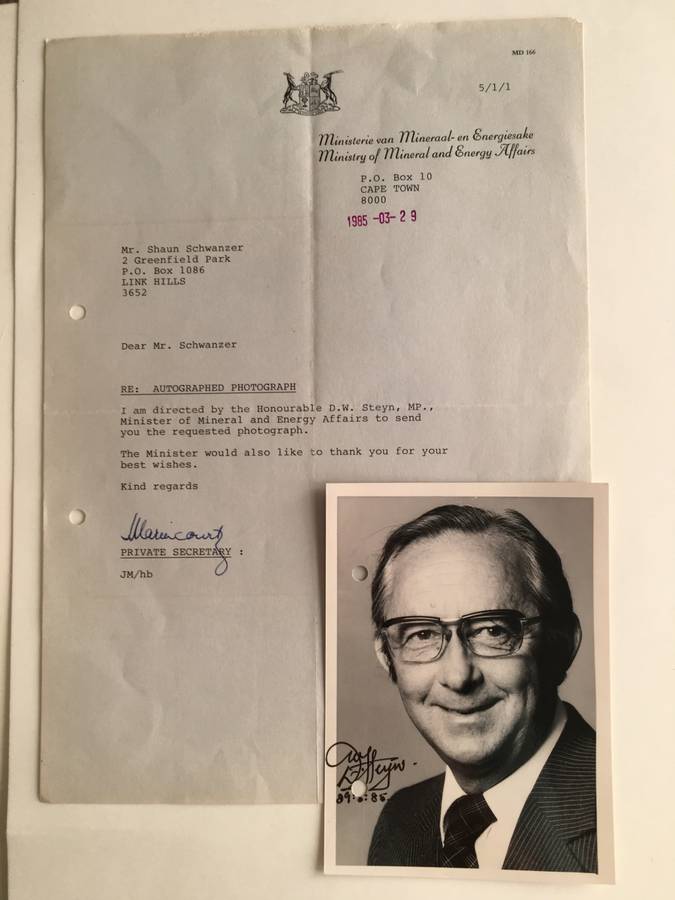 MD 166
5/1/1
Ministerie van Mineraal- en Energiesake
Ministry of Mineral and Energy Affairs
P.O. Box 10
CAPE TOWN
8000
1985 -03- 29
Mr. Shaun Schwanzer
2 Greenfield Park
P.O. Box 1086
LINK HILLS
3652
Dear Mr. Schwanzer
RE: AUTOGRAPHED PHOTOGRAPH
I am directed by the Honourable D.W. Steyn, MP.,
Minister of Mineral and Energy Affairs to send
you the requested photograph.
The Minister would also like to thank you for your
best wishes.
Kind regards
PRIVATE SECRETARY :
JM/hb
Steyn